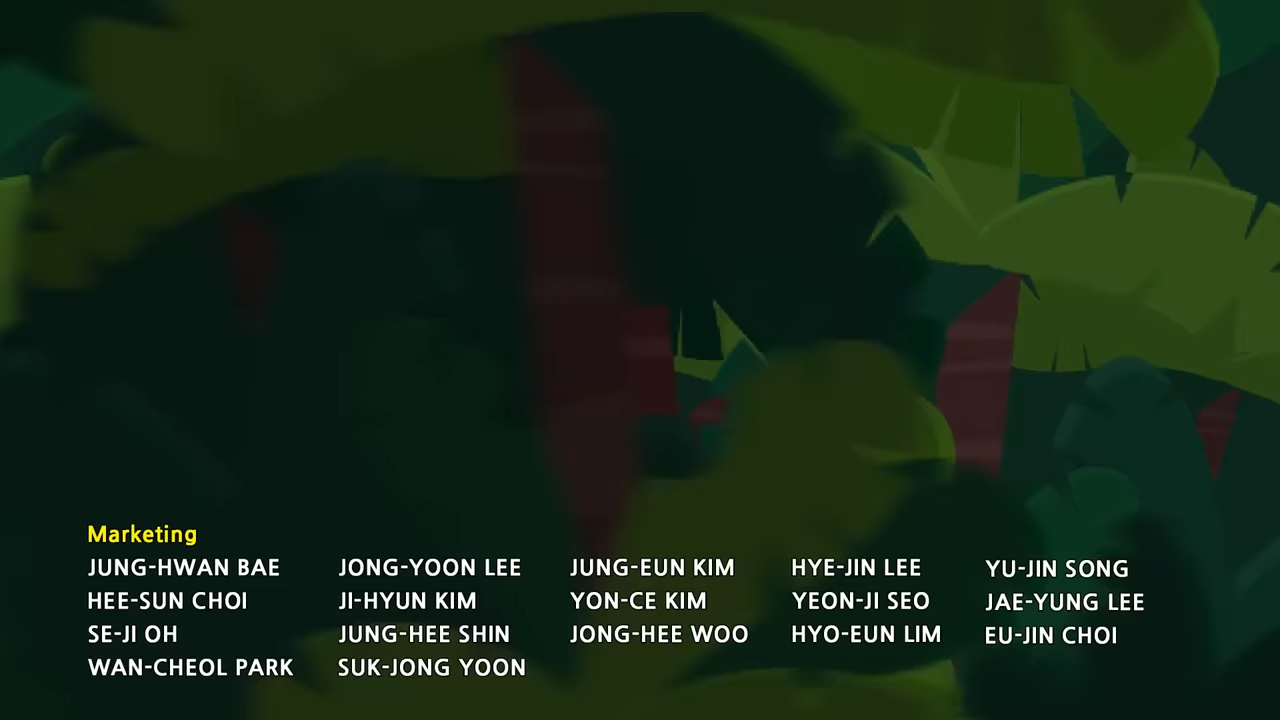 Marketing
JUNG-HWAN BAE JONG-YOON LEE JUNG-EUN KIM HYE-JIN LEE YU-JIN SONG
HEE-SUN CHOI JI-HYUN KIM YON-CE KIM YEON-JI SEO JAE-YUNG LEE
SE-JI OH JUNG-HEE SHIN JONG-HEE WOO HYO-EUN LIM EU-JIN CHOI
WAN-CHEOL PARK SUK-JONG YOON